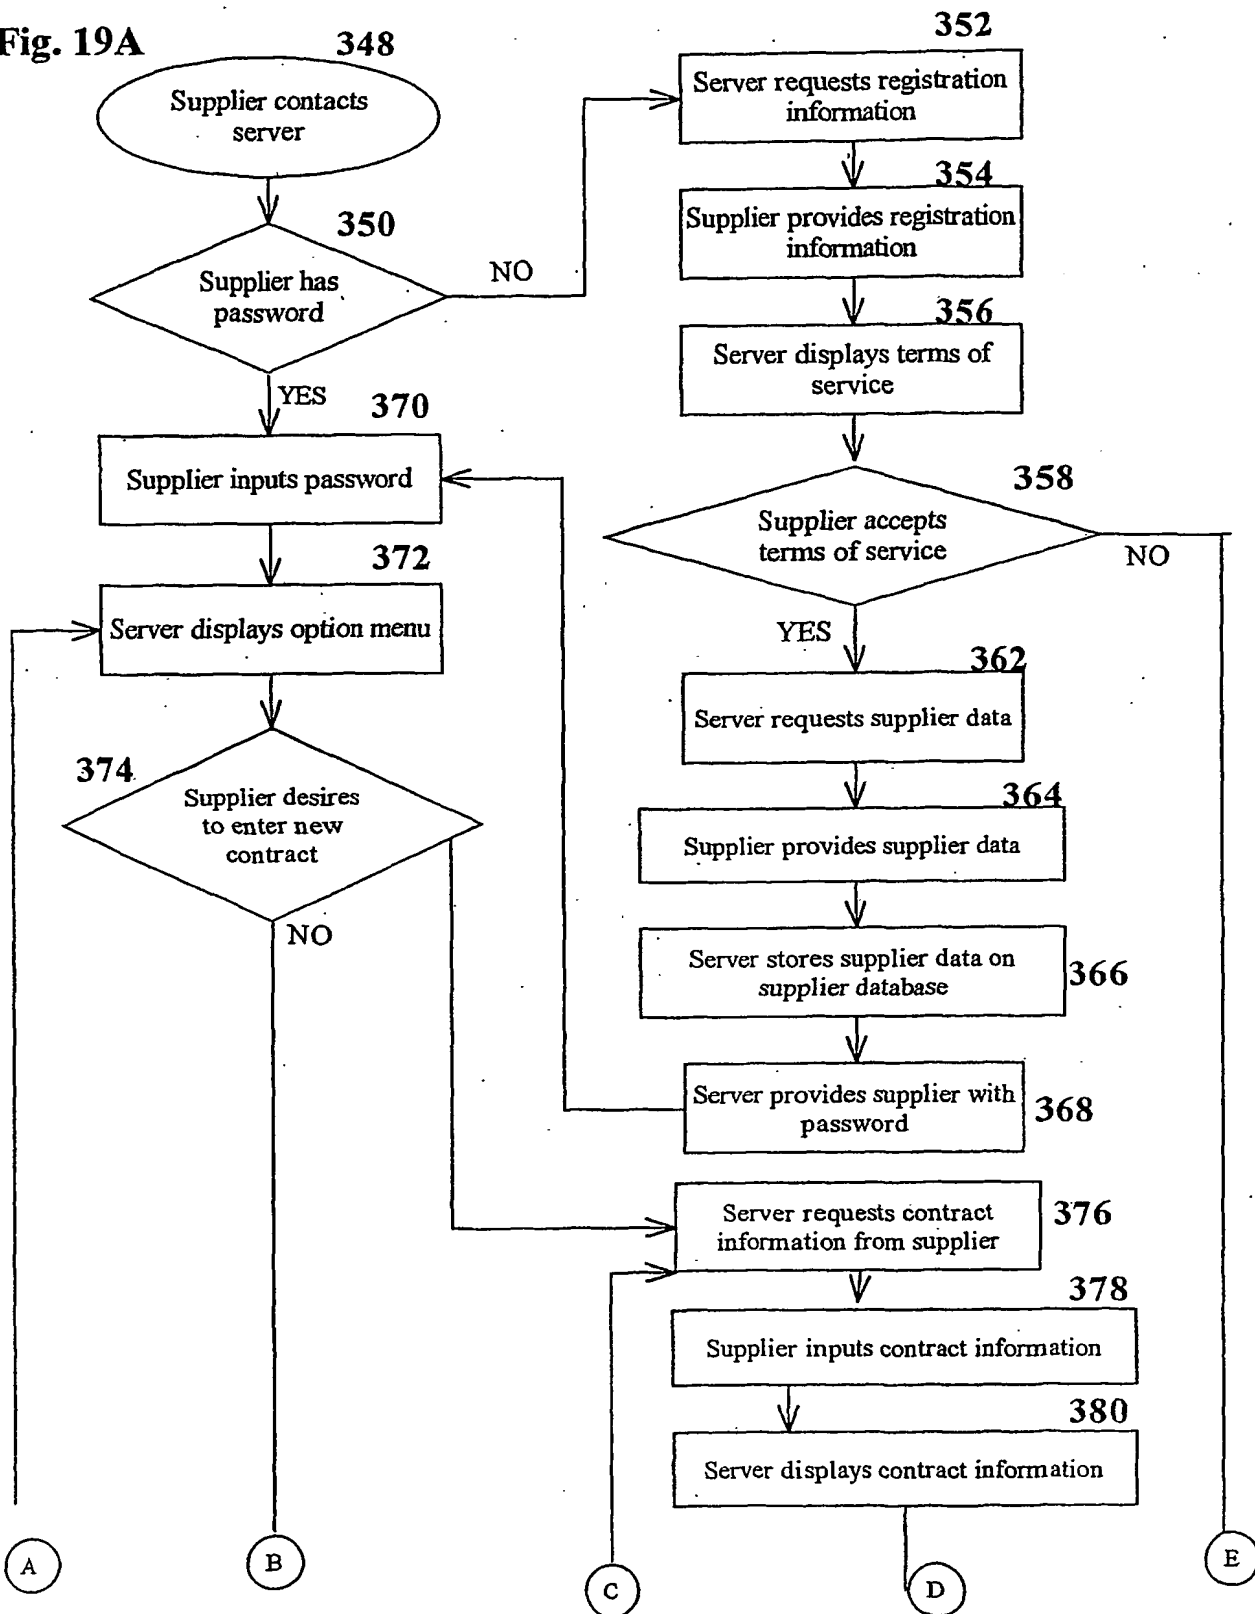 Fig. 19A
348
Supplier contacts
server
350
Supplier has
password
NO
YES
352
Server requests registration
information
354
Supplier provides registration
information
356
Server displays terms of
service
358
Supplier accepts
terms of service
NO
YES
362
Server requests supplier data
364
Supplier provides supplier data
366
Server stores supplier data on
supplier database
368
Server provides supplier with
password
370
Supplier inputs password
372
Server displays option menu
374
Supplier desires
to enter new
contract
NO
376
Server requests contract
information from supplier
378
Supplier inputs contract information
380
Server displays contract information
A
B
C
D
E